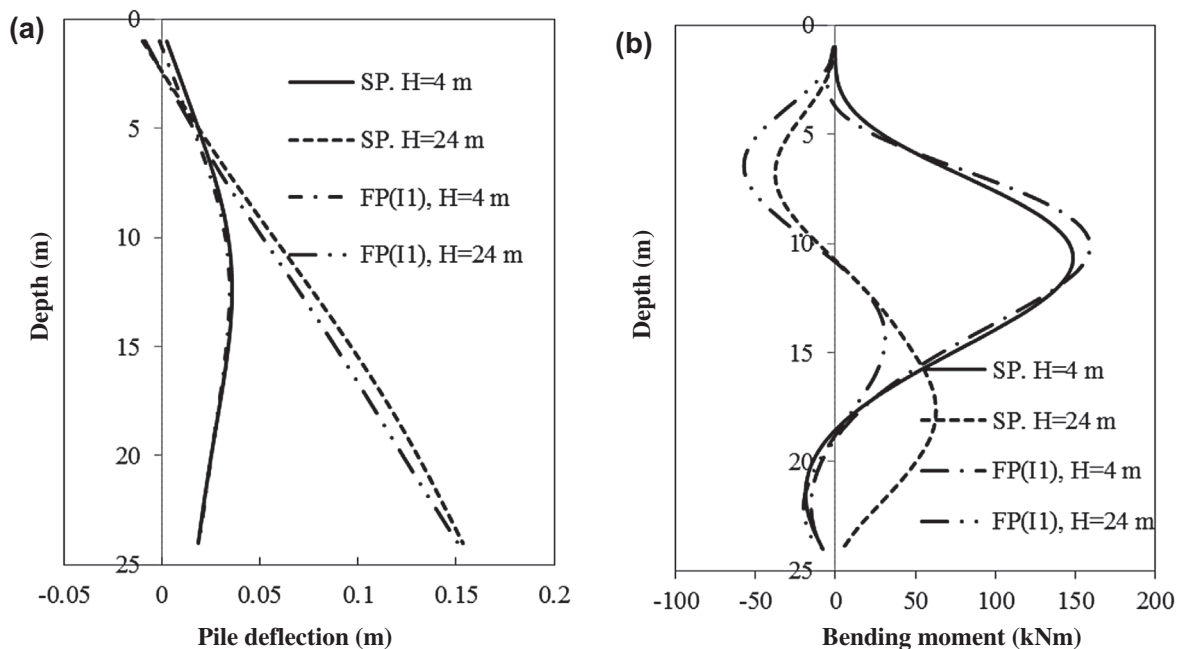 (a)
0
5
10
15
20
25
Depth (m)
-0.05
0
0.05
0.1
0.15
0.2
Pile deflection (m)
SP. H=4 m
SP. H=24 m
FP(I1), H=4 m
FP(I1), H=24 m
(b)
0
5
10
15
20
25
Depth (m)
-100
-50
0
50
100
150
200
Bending moment (kNm)
SP. H=4 m
SP. H=24 m
FP(I1), H=4 m
FP(I1), H=24 m